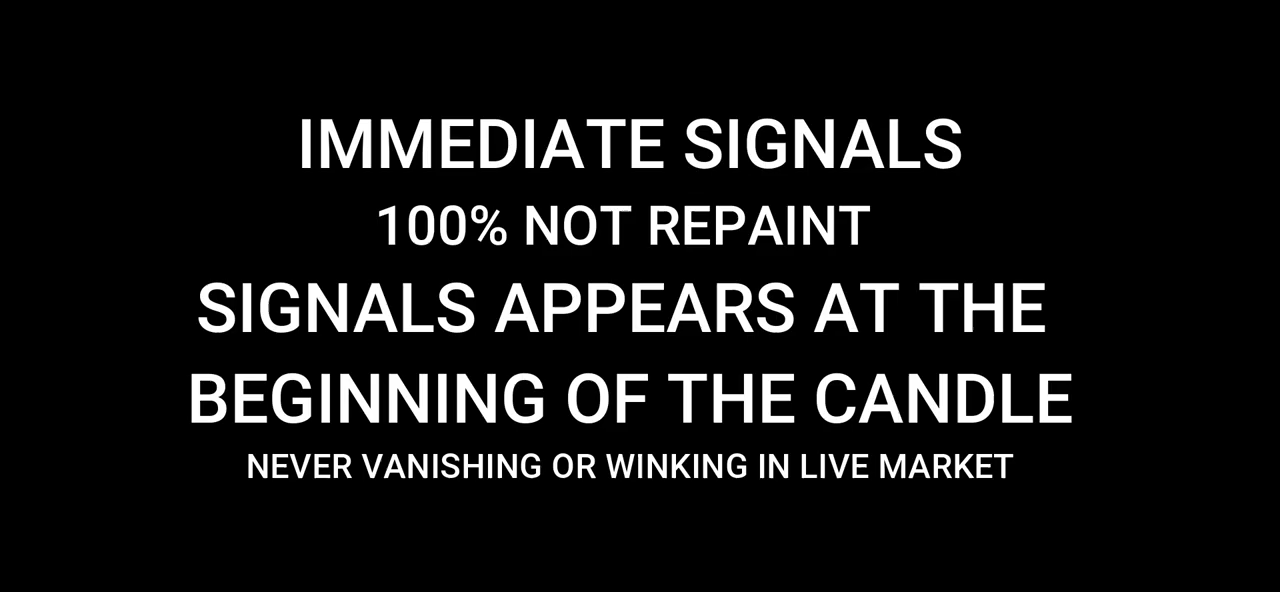 IMMEDIATE SIGNALS
100% NOT REPAINT
SIGNALS APPEARS AT THE
BEGINNING OF THE CANDLE
NEVER VANISHING OR WINKING IN LIVE MARKET